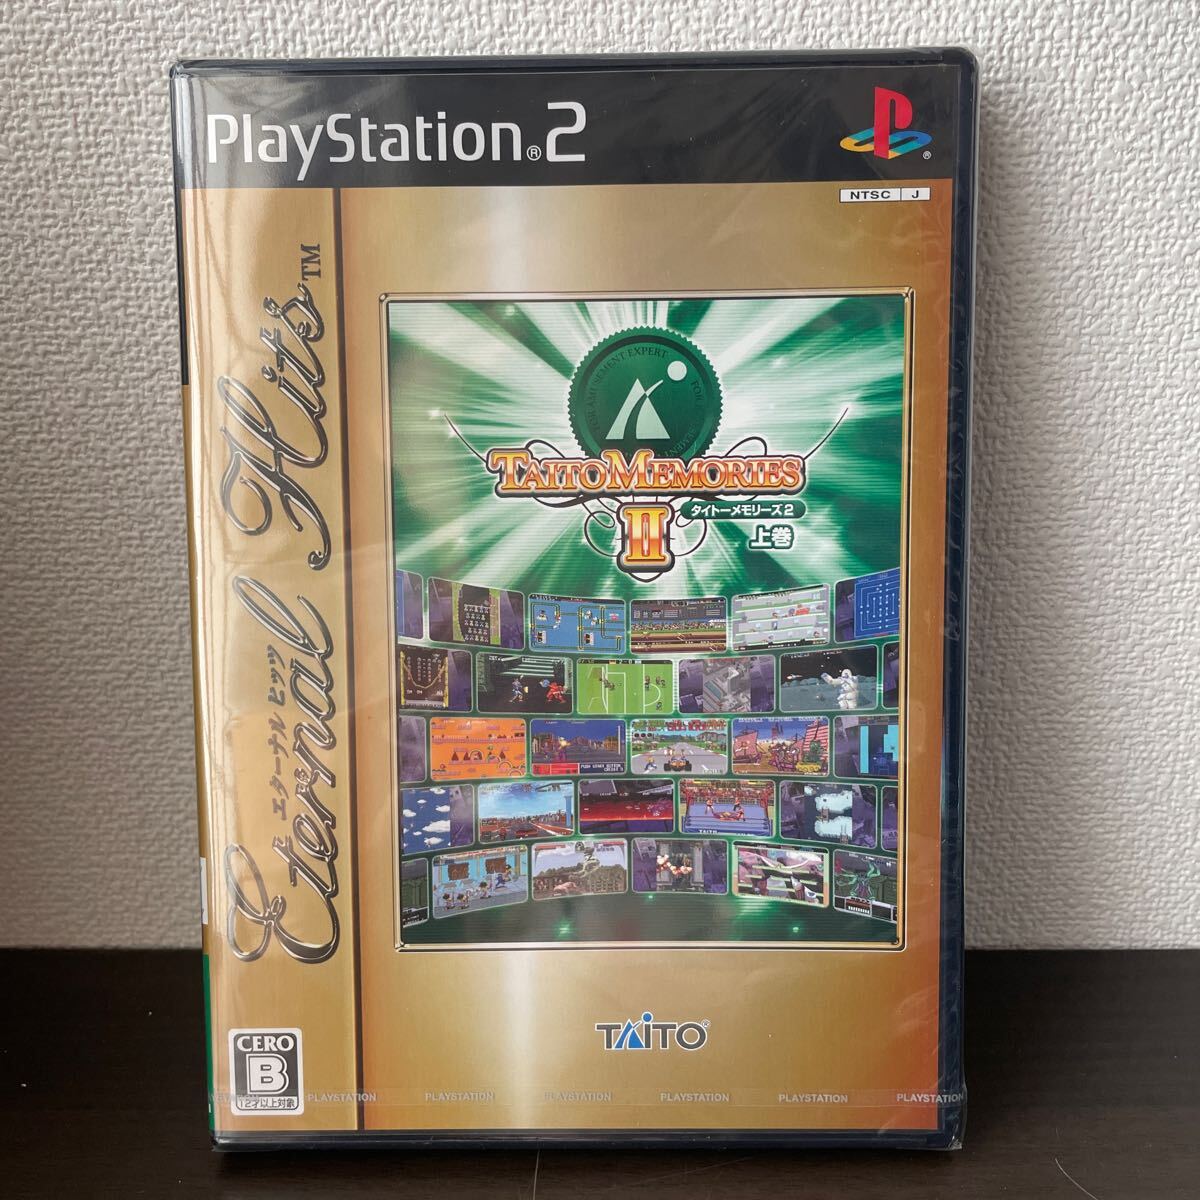 PlayStation®2
NTSC J
Eternal Hits™
エターナル ヒッツ
AMUSEMENT EXPERT
TAITO MEMORIES
II
タイトーメモリーズ2
上巻
TAITO®
CERO
B
12才以上対象
PLAYSTATION PLAYSTATION PLAYSTATION PLAYSTATION PLAYSTATION PLAYSTATION